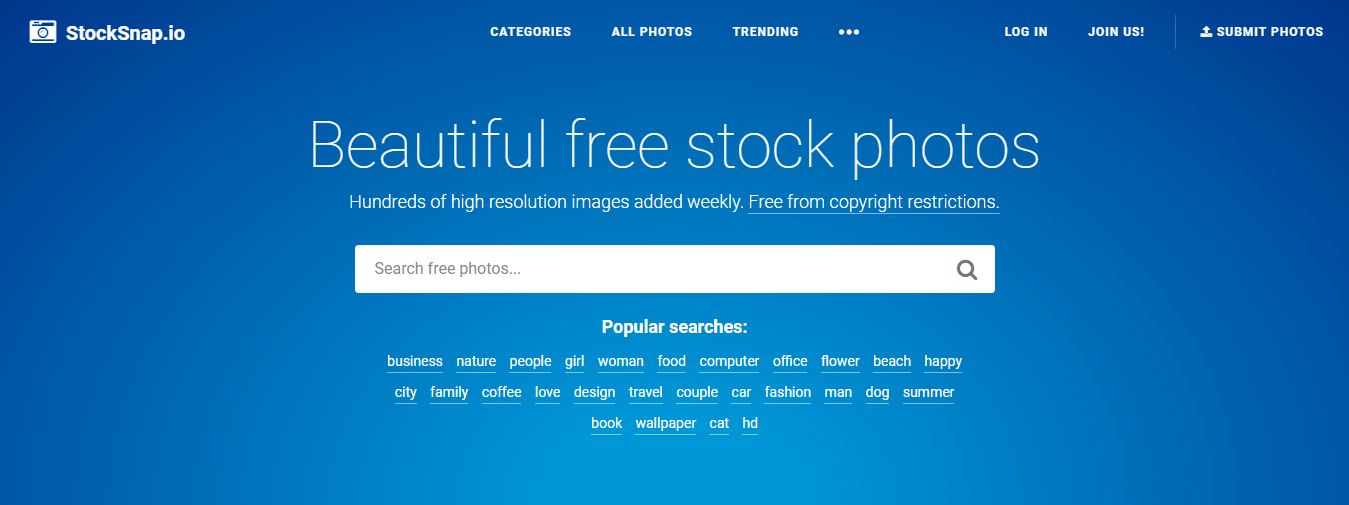 StockSnap.io CATEGORIES ALL PHOTOS TRENDING ••• LOG IN JOIN US! SUBMIT PHOTOS
Beautiful free stock photos
Hundreds of high resolution images added weekly. Free from copyright restrictions.
Search free photos...
Popular searches:
business nature people girl woman food computer office flower beach happy
city family coffee love design travel couple car fashion man dog summer
book wallpaper cat hd